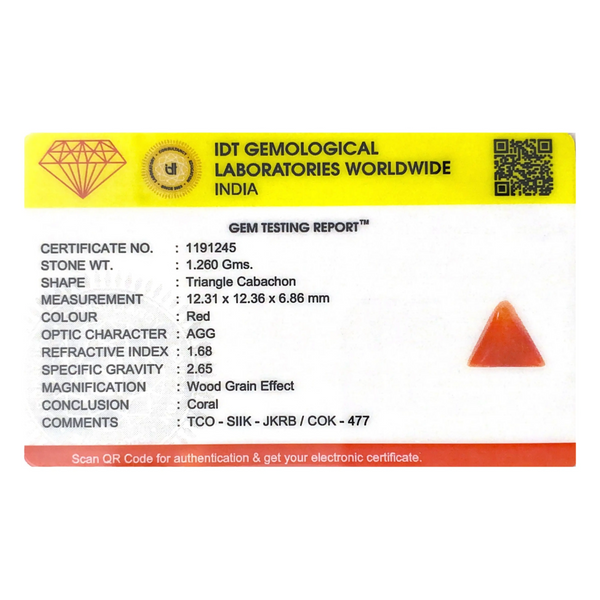 IDT GEMOLOGICAL
LABORATORIES WORLDWIDE
INDIA
GEM TESTING REPORT™
CERTIFICATE NO. : 1191245
STONE WT. : 1.260 Gms.
SHAPE : Triangle Cabachon
MEASUREMENT : 12.31 x 12.36 x 6.86 mm
COLOUR : Red
OPTIC CHARACTER : AGG
REFRACTIVE INDEX : 1.68
SPECIFIC GRAVITY : 2.65
MAGNIFICATION : Wood Grain Effect
CONCLUSION : Coral
COMMENTS : TCO - SIIK - JKRB / COK - 477
Scan QR Code for authentication & get your electronic certificate.